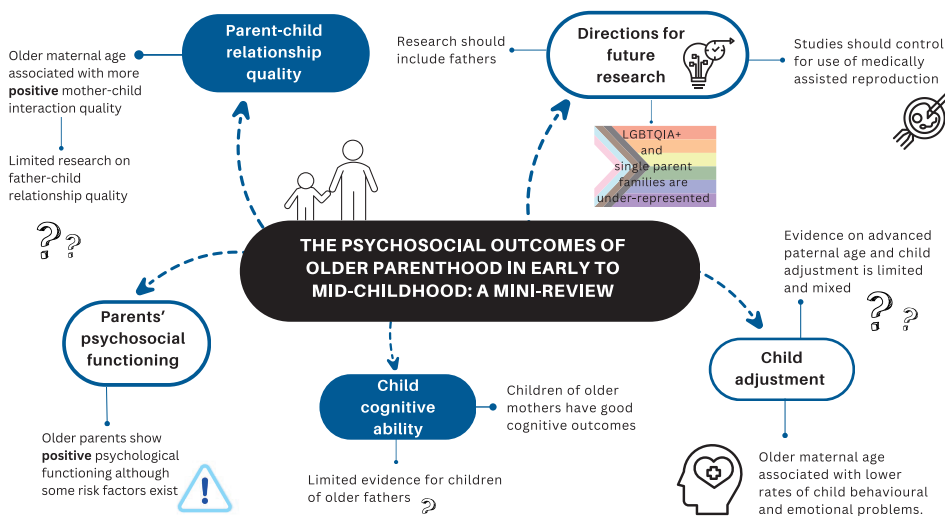 Parent-child
relationship
quality
Older maternal age
associated with more
positive mother-child
interaction quality
Limited research on
father-child
relationship quality
? ?
Research should
include fathers
Directions for
future
research
Studies should control
for use of medically
assisted reproduction
LGBTQIA+
and
single parent
families are
under-represented
THE PSYCHOSOCIAL OUTCOMES OF
OLDER PARENTHOOD IN EARLY TO
MID-CHILDHOOD: A MINI-REVIEW
Parents’
psychosocial
functioning
Older parents show
positive psychological
functioning although
some risk factors exist
!
Child
cognitive
ability
Children of older
mothers have good
cognitive outcomes
Limited evidence for children
of older fathers ?
Evidence on advanced
paternal age and child
adjustment is limited
and mixed
? ?
Child
adjustment
Older maternal age
associated with lower
rates of child behavioural
and emotional problems.